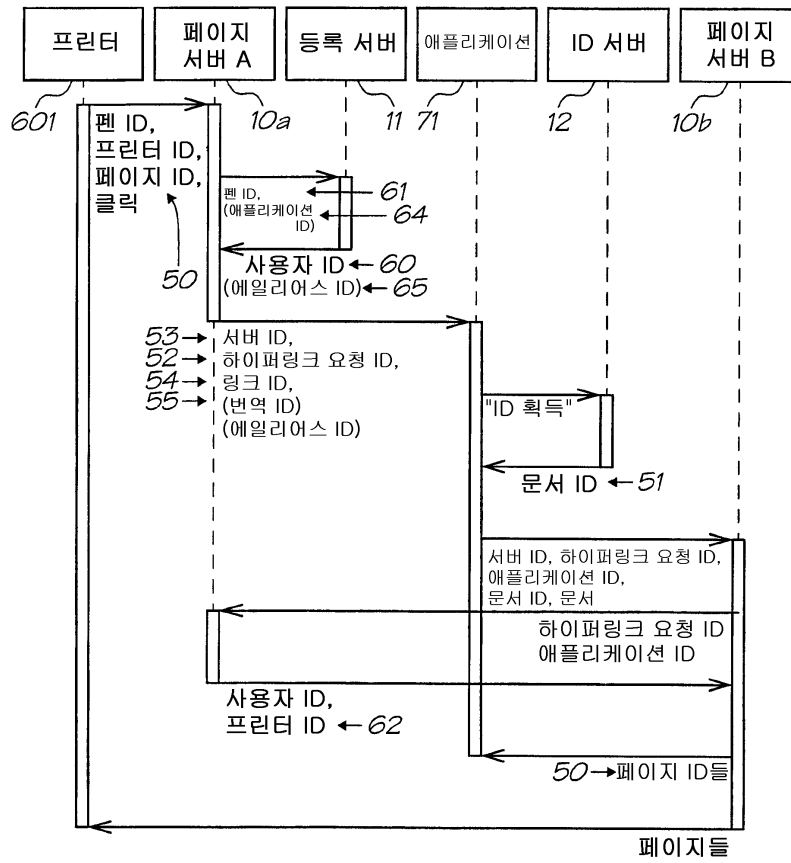 프린터
페이지
서버 A
등록 서버
애플리케이션
ID 서버
페이지
서버 B
601
10a
11
71
12
10b
펜 ID,
프린터 ID,
페이지 ID,
클릭
50
펜 ID,
(애플리케이션
ID)
61
64
사용자 ID
60
(에일리어스 ID)
65
53
서버 ID,
52
하이퍼링크 요청 ID,
54
링크 ID,
55
(번역 ID)
(에일리어스 ID)
"ID 획득"
문서 ID
51
서버 ID, 하이퍼링크 요청 ID,
애플리케이션 ID,
문서 ID, 문서
하이퍼링크 요청 ID
애플리케이션 ID
사용자 ID,
프린터 ID
62
50
페이지 ID들
페이지들